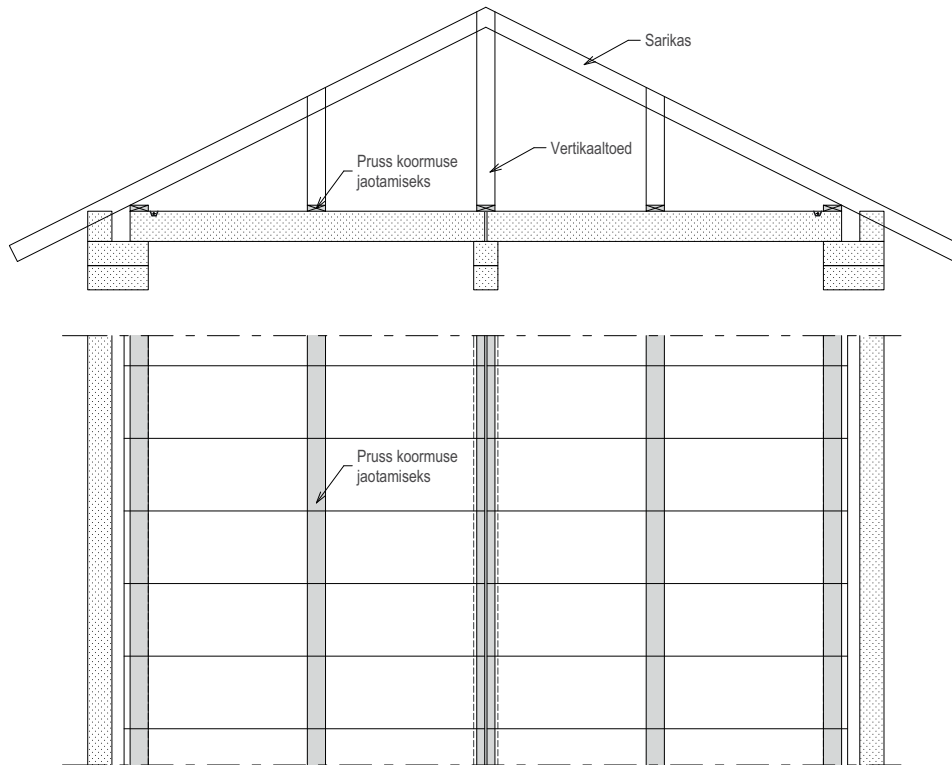 Sarikas
Vertikaaltoed
Pruss koormuse
jaotamiseks
Pruss koormuse
jaotamiseks